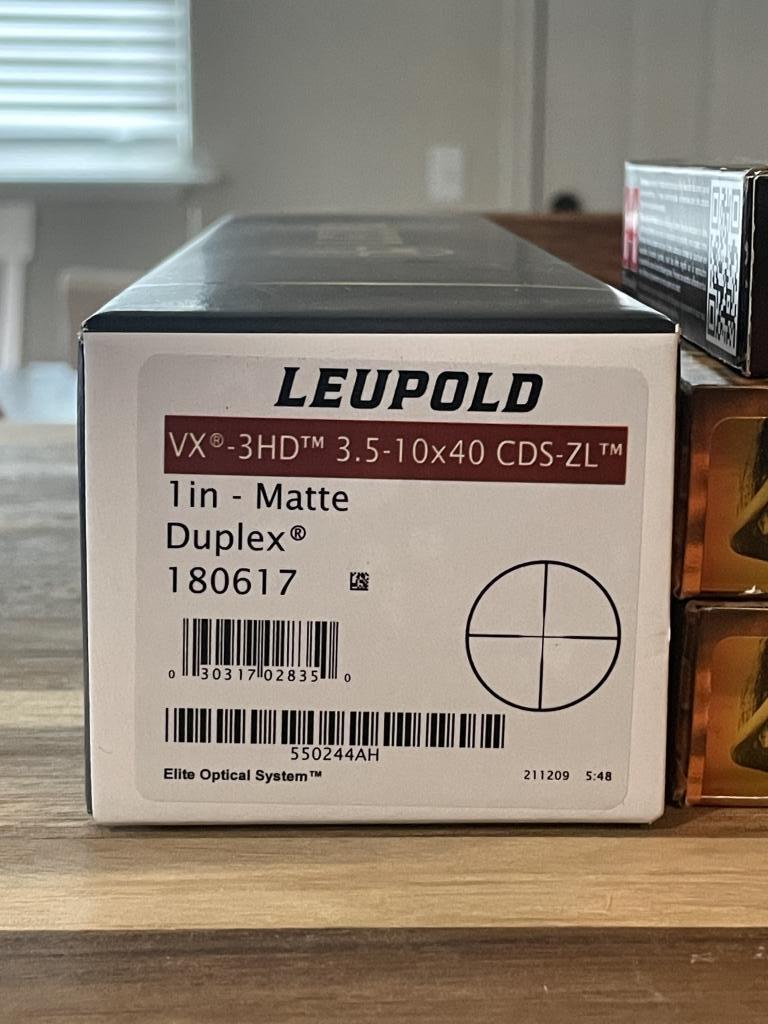 LEUPOLD
VX®-3HD™ 3.5-10x40 CDS-ZL™
1in - Matte
Duplex®
180617
0 30317 02835 0
550244AH
Elite Optical System™ 211209 5:48